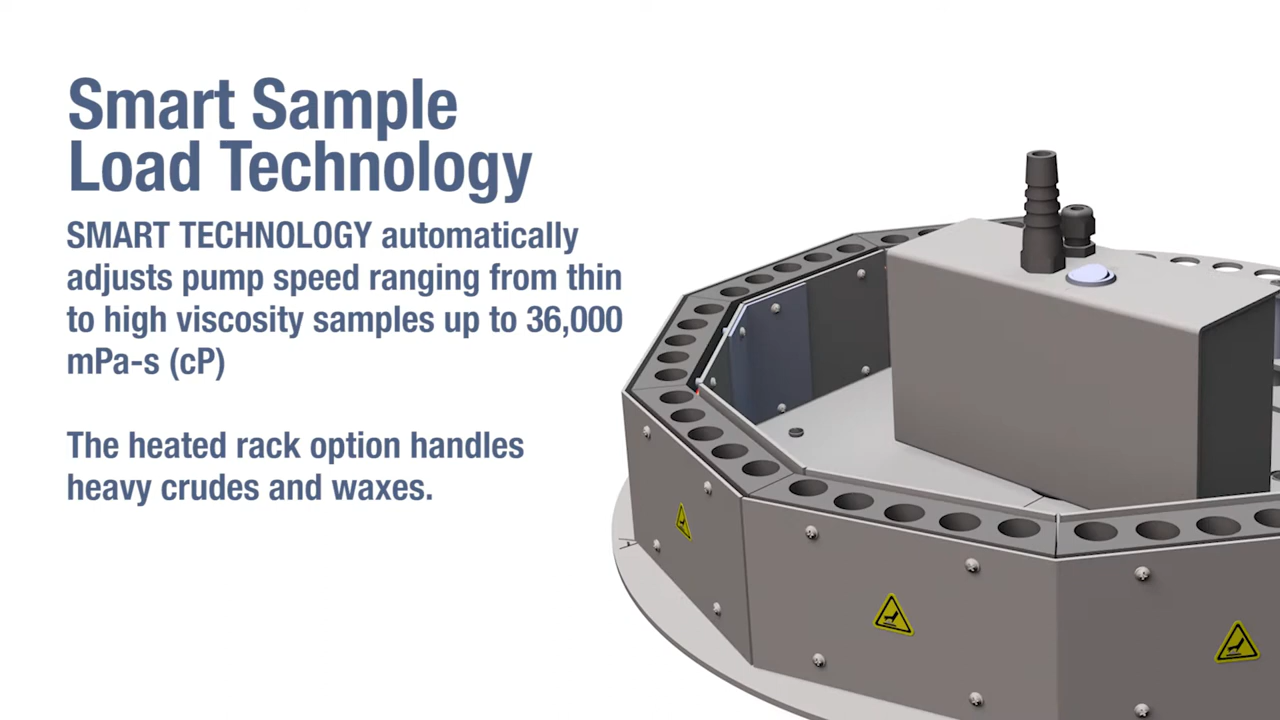 Smart Sample
Load Technology
SMART TECHNOLOGY automatically
adjusts pump speed ranging from thin
to high viscosity samples up to 36,000
mPa-s (cP)
The heated rack option handles
heavy crudes and waxes.